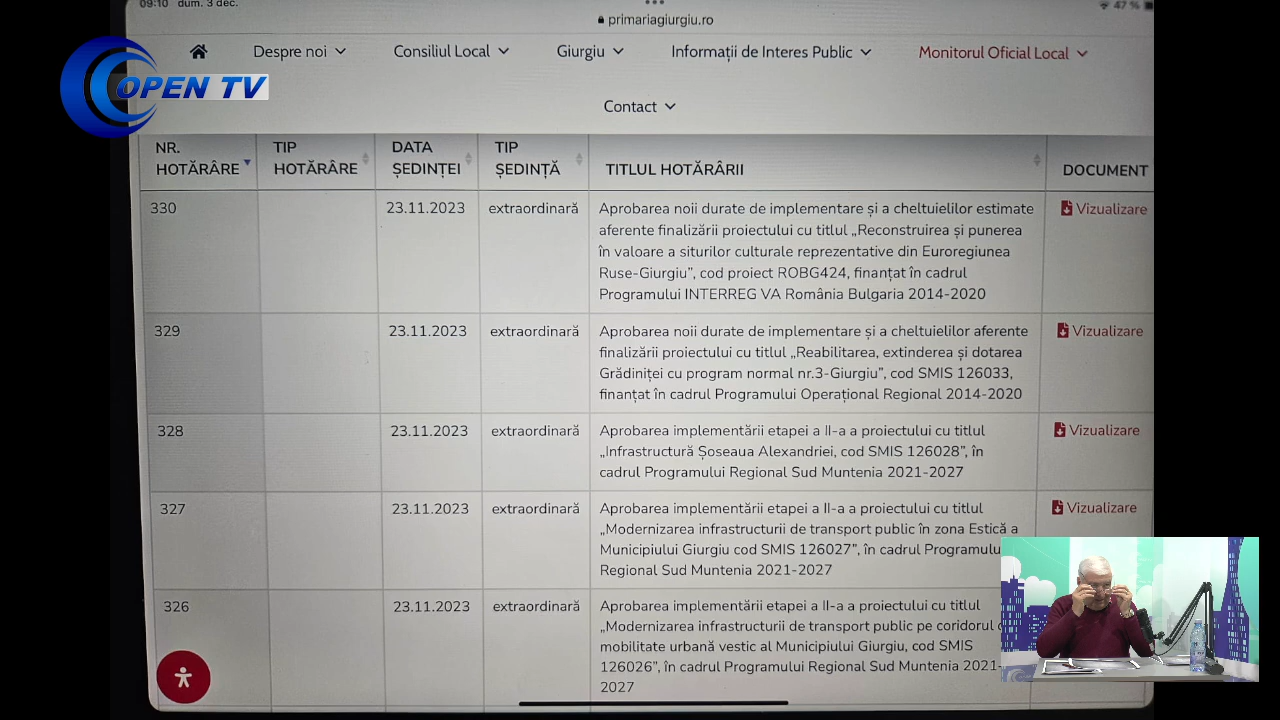 09:10 dum. 3 dec.
47 %
primariagiurgiu.ro
OPEN TV
Despre noi
Consiliul Local
Giurgiu
Informații de Interes Public
Monitorul Oficial Local
Contact
NR. HOTĂRÂRE
TIP HOTĂRÂRE
DATA ȘEDINȚEI
TIP ȘEDINȚĂ
TITLUL HOTĂRÂRII
DOCUMENT
330
23.11.2023
extraordinară
Aprobarea noii durate de implementare și a cheltuielilor estimate
aferente finalizării proiectului cu titlul „Reconstruirea și punerea
în valoare a siturilor culturale reprezentative din Euroregiunea
Ruse-Giurgiu”, cod proiect ROBG424, finanțat în cadrul
Programului INTERREG VA România Bulgaria 2014-2020
Vizualizare
329
23.11.2023
extraordinară
Aprobarea noii durate de implementare și a cheltuielilor aferente
finalizării proiectului cu titlul „Reabilitarea, extinderea și dotarea
Grădiniței cu program normal nr.3-Giurgiu”, cod SMIS 126033,
finanțat în cadrul Programului Operațional Regional 2014-2020
Vizualizare
328
23.11.2023
extraordinară
Aprobarea implementării etapei a II-a a proiectului cu titlul
„Infrastructură Șoseaua Alexandriei, cod SMIS 126028”, în
cadrul Programului Regional Sud Muntenia 2021-2027
Vizualizare
327
23.11.2023
extraordinară
Aprobarea implementării etapei a II-a a proiectului cu titlul
„Modernizarea infrastructurii de transport public în zona Estică a
Municipiului Giurgiu cod SMIS 126027”, în cadrul Programulu
Regional Sud Muntenia 2021-2027
Vizualizare
326
23.11.2023
extraordinară
Aprobarea implementării etapei a II-a a proiectului cu titlul
„Modernizarea infrastructurii de transport public pe coridorul
mobilitate urbană vestic al Municipiului Giurgiu, cod SMIS
126026”, în cadrul Programului Regional Sud Muntenia 2021-
2027